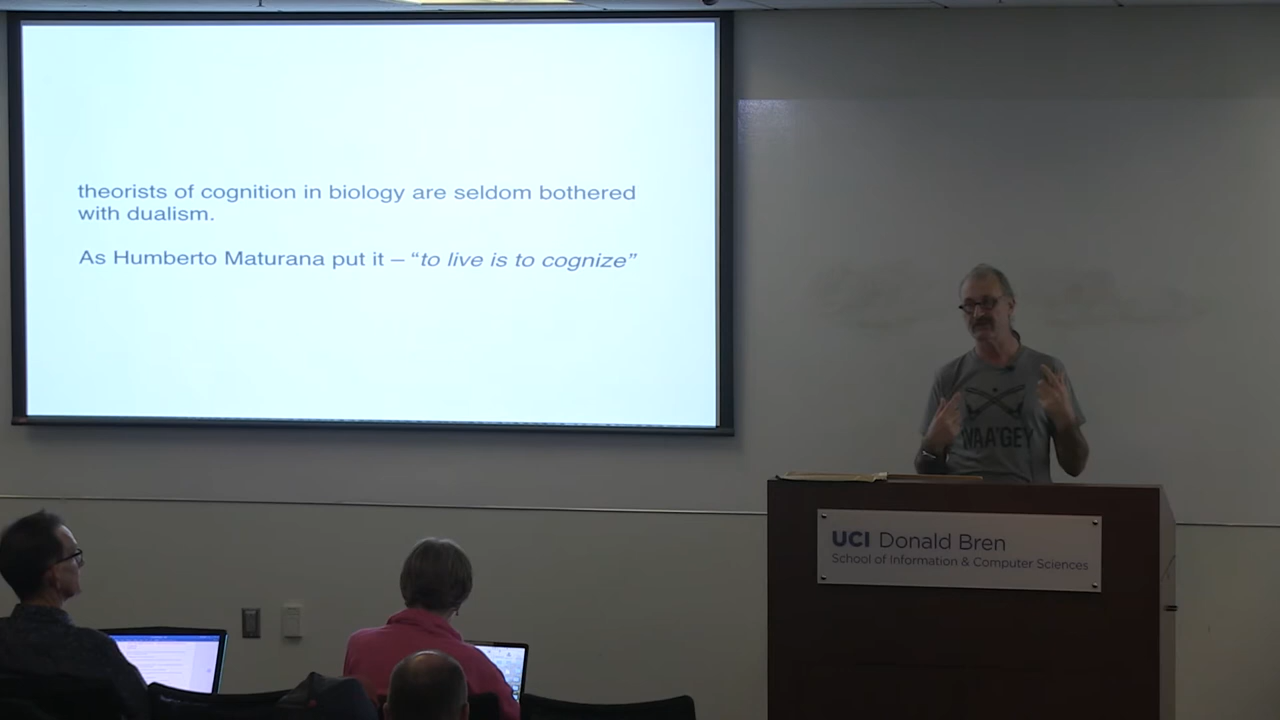 theorists of cognition in biology are seldom bothered
with dualism.
As Humberto Maturana put it – “to live is to cognize”
UCI Donald Bren
School of Information & Computer Sciences